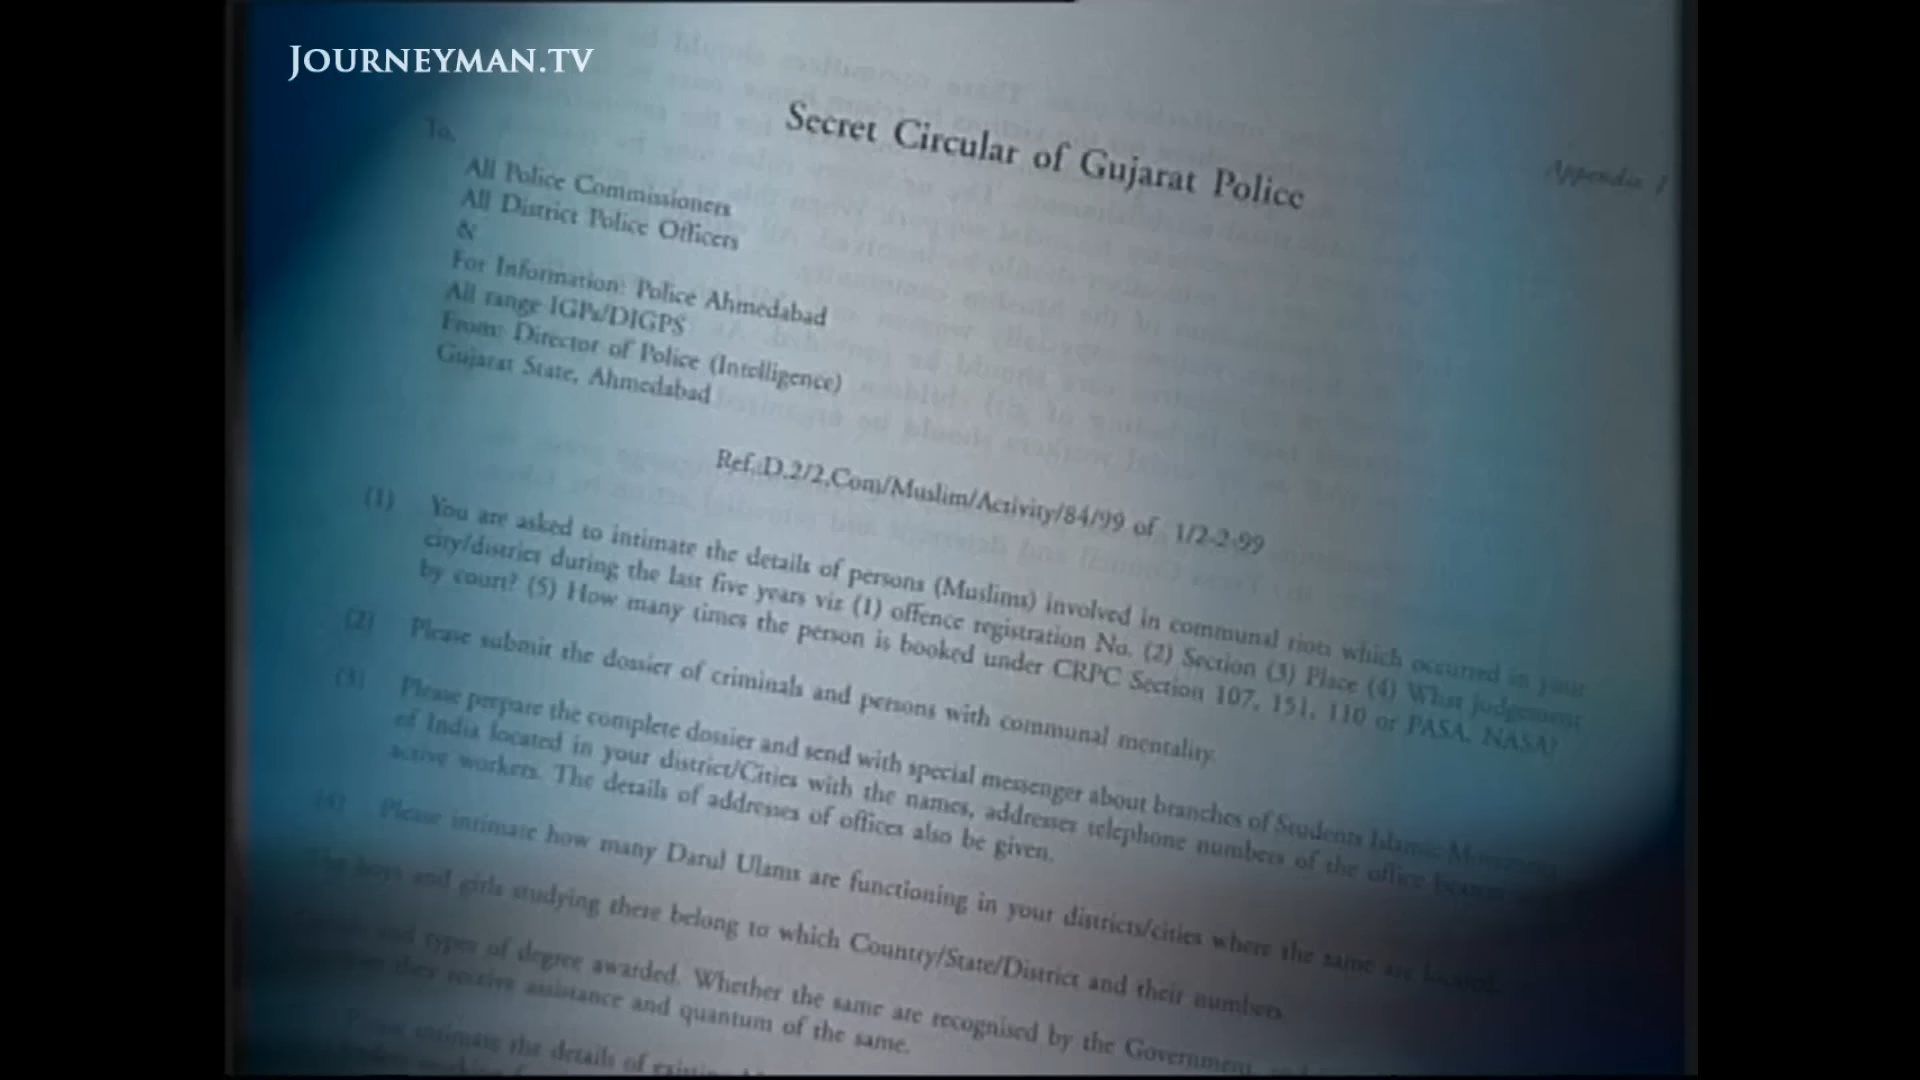 JOURNEYMAN.TV
Appendix 1
Secret Circular of Gujarat Police
To,
All Police Commissioners
All District Police Officers
&
For Information: Police Ahmedabad
All range IGPs/DIGPS
From: Director of Police (Intelligence)
Gujarat State, Ahmedabad
Ref.D.2/2,Com/Muslim/Activity/84/99 of 1/2-2-99
(1) You are asked to intimate the details of persons (Muslims) involved in communal riots which occurred in your
city/district during the last five years viz (1) offence registration No. (2) Section (3) Place (4) What judgement
by court? (5) How many times the person is booked under CRPC Section 107, 151, 110 or PASA, NASA?
(2) Please submit the dossier of criminals and persons with communal mentality.
(3) Please prepare the complete dossier and send with special messenger about branches of Students Islamic Movement
of India located in your district/Cities with the names, addresses telephone numbers of the office bearers
active workers. The details of addresses of offices also be given.
(4) Please intimate how many Darul Ulams are functioning in your districts/cities where the same are located.
The boys and girls studying there belong to which Country/State/District and their numbers.
and types of degree awarded. Whether the same are recognised by the Government, and
they receive assistance and quantum of the same.
Please intimate the details of existing